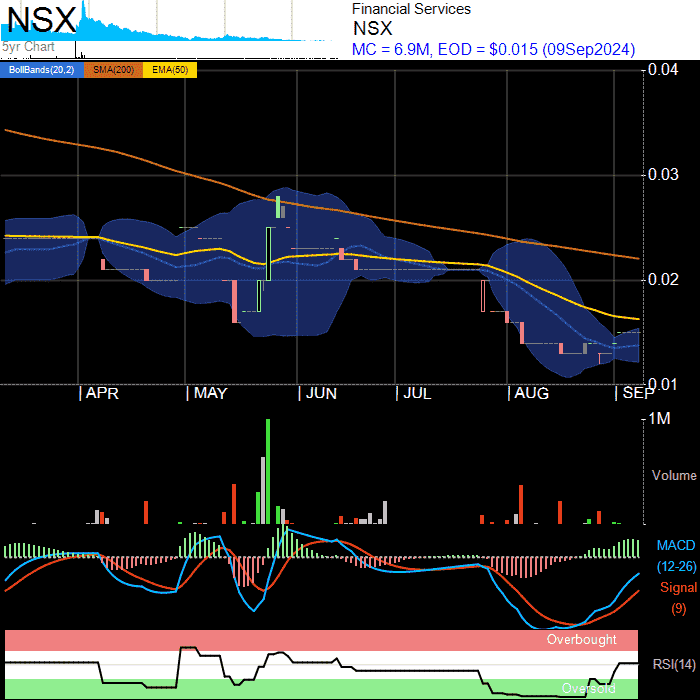 NSX
Financial Services
NSX
5yr Chart
MC = 6.9M, EOD = $0.015 (09Sep2024)
BollBands(20,2) SMA(200) EMA(50)
0.04
0.03
0.02
0.01
APR MAY JUN JUL AUG SEP
1M
Volume
MACD
(12-26)
Signal
(9)
Overbought
RSI(14)
Oversold